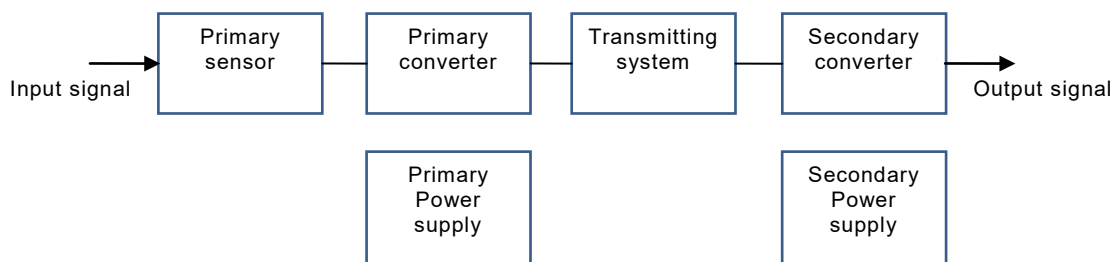 Primary
sensor
Primary
converter
Transmitting
system
Secondary
converter
Input signal
Output signal
Primary
Power
supply
Secondary
Power
supply